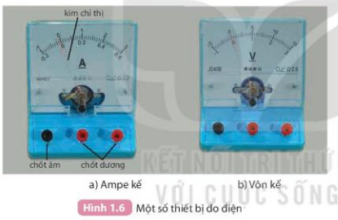 kim chỉ thị
A
V
chốt âm
chốt dương
KẾT NỐI TRI THỨ
VỚI CUỘC SỐNG
a) Ampe kế
b) Vôn kế
Hình 1.6 Một số thiết bị đo điện